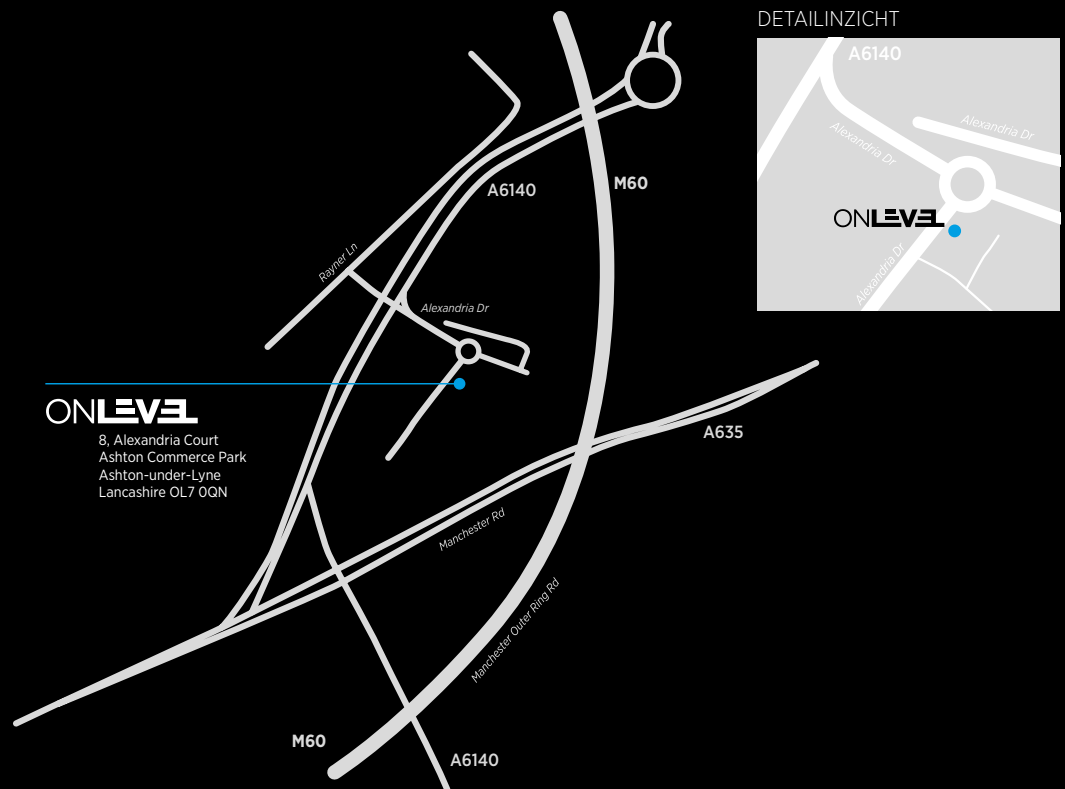 DETAILINZICHT
A6140
Alexandria Dr
Alexandria Dr
ONLEVEL
Alexandria Dr
A6140
M60
Rayner Ln
Alexandria Dr
ONLEVEL
8, Alexandria Court
Ashton Commerce Park
Ashton-under-Lyne
Lancashire OL7 0QN
A635
Manchester Rd
Manchester Outer Ring Rd
M60
A6140